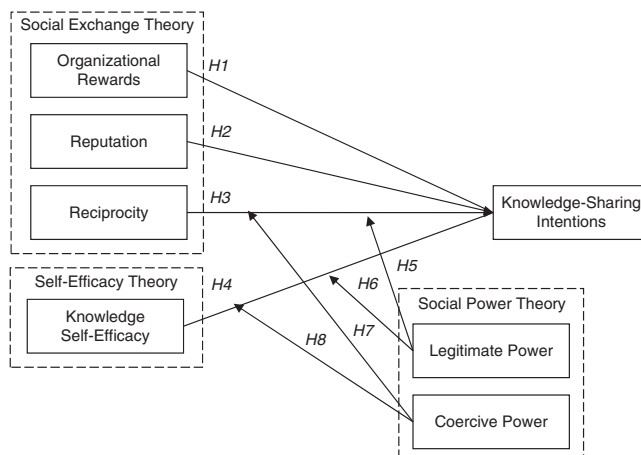 Social Exchange Theory
Organizational
Rewards
H1
Reputation
H2
Reciprocity
H3
Knowledge-Sharing
Intentions
Self-Efficacy Theory
H4
Knowledge
Self-Efficacy
H5
H6
H7
H8
Social Power Theory
Legitimate Power
Coercive Power